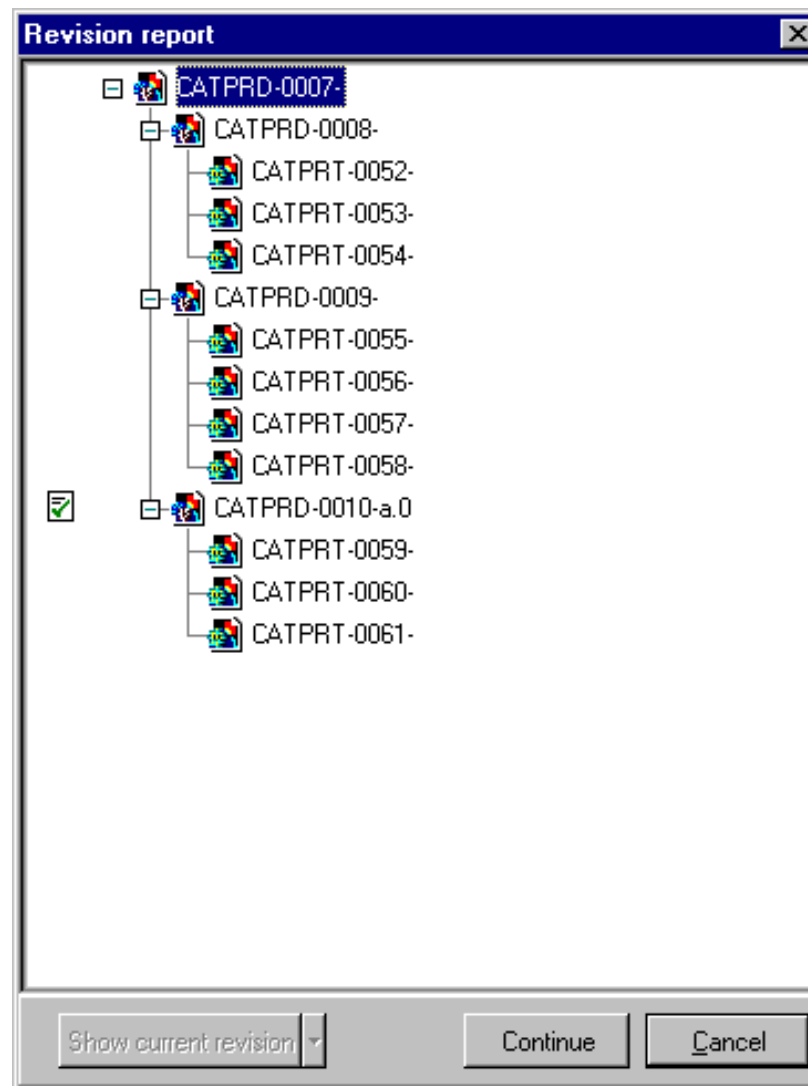 Revision report
CATPRD-0007-
CATPRD-0008-
CATPRT-0052-
CATPRT-0053-
CATPRT-0054-
CATPRD-0009-
CATPRT-0055-
CATPRT-0056-
CATPRT-0057-
CATPRT-0058-
CATPRD-0010-a.0
CATPRT-0059-
CATPRT-0060-
CATPRT-0061-
Show current revision Continue Cancel